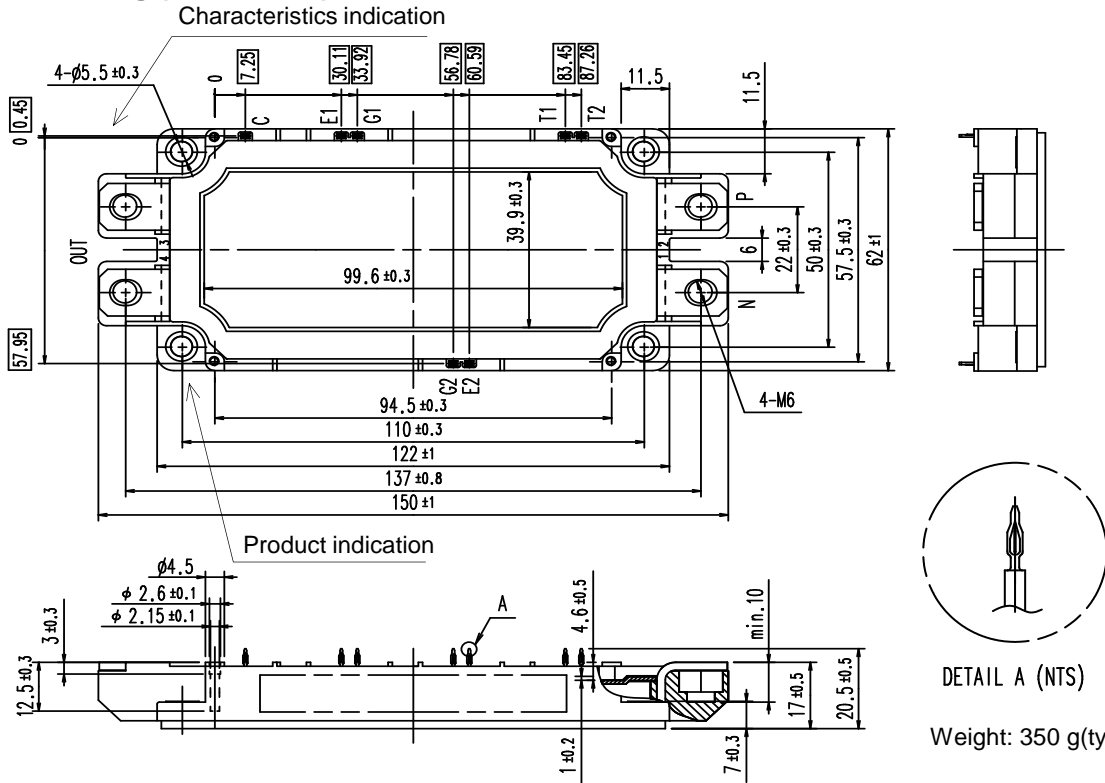 Characteristics indication
4-ø5.5 ±0.3
0
7.25
30.11
33.92
56.78
60.59
83.45
87.26
11.5
11.5
0
0.45
57.95
C
E1
G1
T1
T2
OUT
3
4
2
1
P
N
39.9 ±0.3
99.6 ±0.3
6
22 ±0.3
50 ±0.3
57.5 ±0.3
62 ±1
G2
E2
4-M6
94.5 ±0.3
110 ±0.3
122 ±1
137 ±0.8
150 ±1
Product indication
ø4.5
ϕ 2.6 ±0.1
ϕ 2.15 ±0.1
3 ±0.3
12.5 ±0.3
A
4.6 ±0.5
min.10
1 ±0.2
17 ±0.5
20.5 ±0.5
7 ±0.3
DETAIL A (NTS)
Weight: 350 g(ty